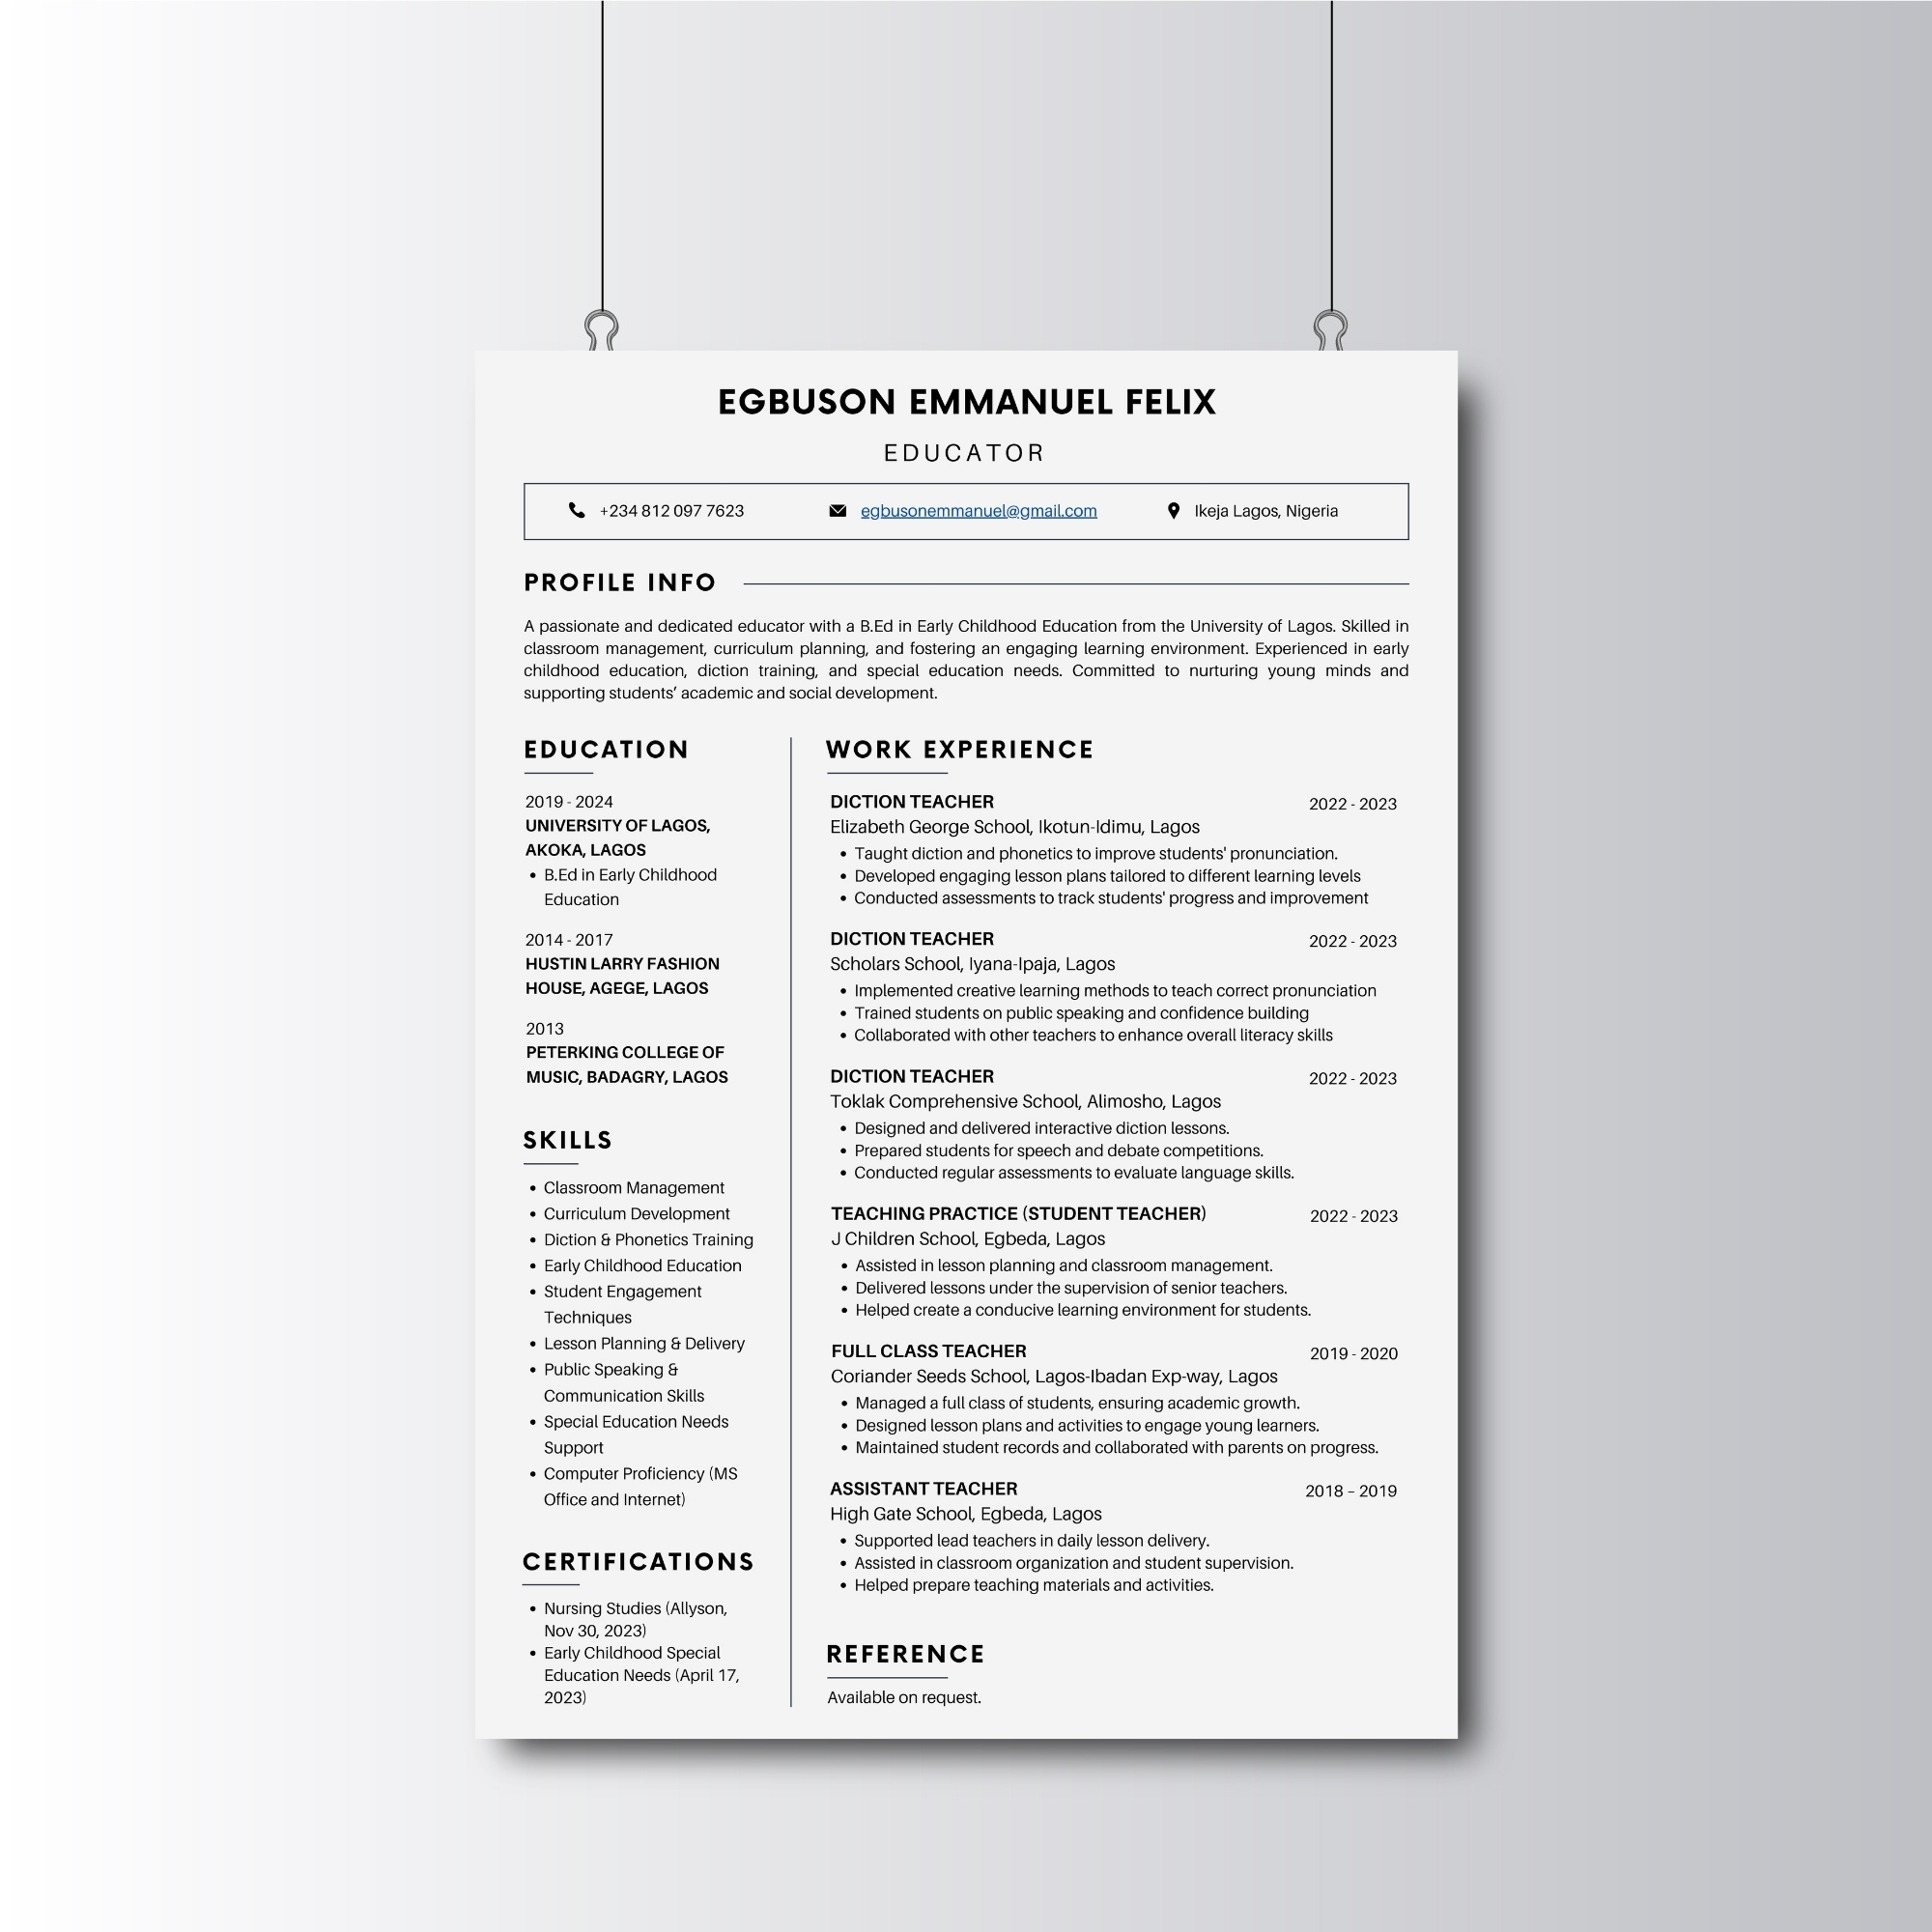 EGBUSON EMMANUEL FELIX
EDUCATOR
+234 812 097 7623
egbusonemmanuel@gmail.com
Ikeja Lagos, Nigeria
PROFILE INFO
A passionate and dedicated educator with a B.Ed in Early Childhood Education from the University of Lagos. Skilled in
classroom management, curriculum planning, and fostering an engaging learning environment. Experienced in early
childhood education, diction training, and special education needs. Committed to nurturing young minds and
supporting students’ academic and social development.
EDUCATION
2019 - 2024
UNIVERSITY OF LAGOS,
AKOKA, LAGOS
• B.Ed in Early Childhood
Education
2014 - 2017
HUSTIN LARRY FASHION
HOUSE, AGEGE, LAGOS
2013
PETERKING COLLEGE OF
MUSIC, BADAGRY, LAGOS
SKILLS
• Classroom Management
• Curriculum Development
• Diction & Phonetics Training
• Early Childhood Education
• Student Engagement
Techniques
• Lesson Planning & Delivery
• Public Speaking &
Communication Skills
• Special Education Needs
Support
• Computer Proficiency (MS
Office and Internet)
CERTIFICATIONS
• Nursing Studies (Allyson,
Nov 30, 2023)
• Early Childhood Special
Education Needs (April 17,
2023)
WORK EXPERIENCE
DICTION TEACHER
2022 - 2023
Elizabeth George School, Ikotun-Idimu, Lagos
• Taught diction and phonetics to improve students' pronunciation.
• Developed engaging lesson plans tailored to different learning levels
• Conducted assessments to track students' progress and improvement
DICTION TEACHER
2022 - 2023
Scholars School, Iyana-Ipaja, Lagos
• Implemented creative learning methods to teach correct pronunciation
• Trained students on public speaking and confidence building
• Collaborated with other teachers to enhance overall literacy skills
DICTION TEACHER
2022 - 2023
Toklak Comprehensive School, Alimosho, Lagos
• Designed and delivered interactive diction lessons.
• Prepared students for speech and debate competitions.
• Conducted regular assessments to evaluate language skills.
TEACHING PRACTICE (STUDENT TEACHER)
2022 - 2023
J Children School, Egbeda, Lagos
• Assisted in lesson planning and classroom management.
• Delivered lessons under the supervision of senior teachers.
• Helped create a conducive learning environment for students.
FULL CLASS TEACHER
2019 - 2020
Coriander Seeds School, Lagos-Ibadan Exp-way, Lagos
• Managed a full class of students, ensuring academic growth.
• Designed lesson plans and activities to engage young learners.
• Maintained student records and collaborated with parents on progress.
ASSISTANT TEACHER
2018 – 2019
High Gate School, Egbeda, Lagos
• Supported lead teachers in daily lesson delivery.
• Assisted in classroom organization and student supervision.
• Helped prepare teaching materials and activities.
REFERENCE
Available on request.